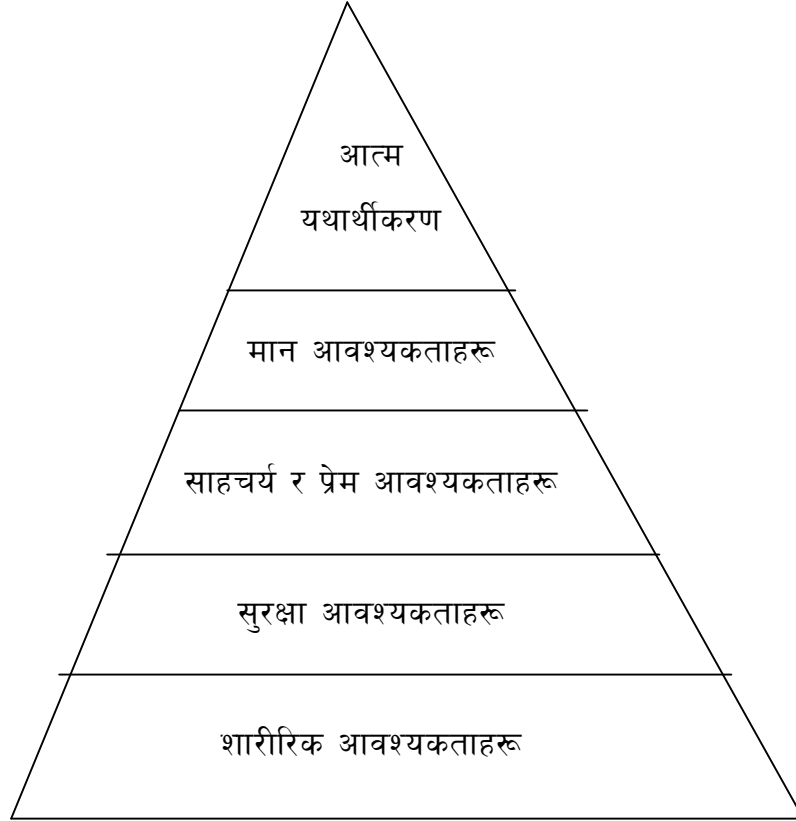 आत्म
यथार्थीकरण
मान आवश्यकताहरू
साहचर्य र प्रेम आवश्यकताहरू
सुरक्षा आवश्यकताहरू
शारीरिक आवश्यकताहरू